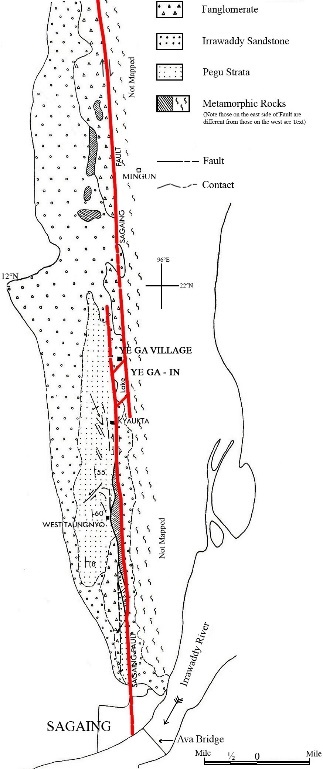 Fanglomerate
Irrawaddy Sandstone
Pegu Strata
Metamorphic Rocks
(Note those on the east side of Fault are
different from those on the west see text)
Not Mapped
FAULT
Fault
MINGUN
Contact
SAGAING
96°E
22°N
YE GA VILLAGE
YE GA - IN
Lake
KYAUKTA
55
60
WEST TAUNGNYO
Not Mapped
78
SAGAING FAULT
Irrawaddy River
SAGAING
Ava Bridge
Mile ½ 0 Mile